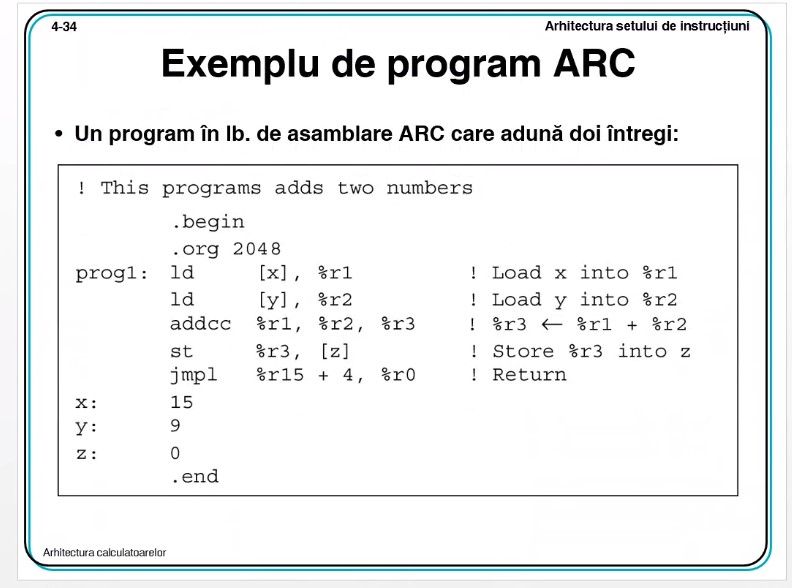 4-34 Arhitectura setului de instrucțiuni
Exemplu de program ARC
• Un program în lb. de asamblare ARC care adună doi întregi:
! This programs adds two numbers
.begin
.org 2048
prog1: ld [x], %r1 ! Load x into %r1
ld [y], %r2 ! Load y into %r2
addcc %r1, %r2, %r3 ! %r3 ← %r1 + %r2
st %r3, [z] ! Store %r3 into z
jmpl %r15 + 4, %r0 ! Return
x: 15
y: 9
z: 0
.end
Arhitectura calculatoarelor